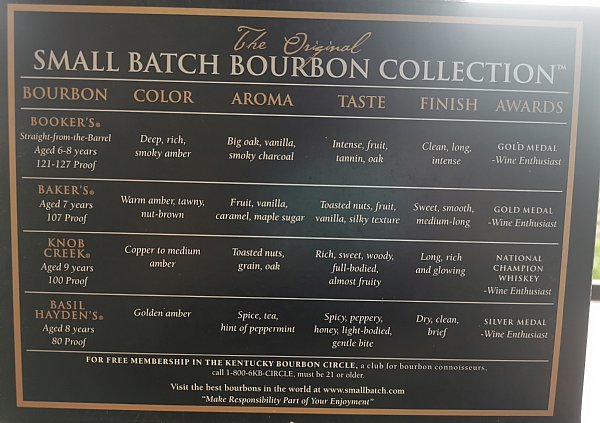 The Original
SMALL BATCH BOURBON COLLECTION™
BOURBON COLOR AROMA TASTE FINISH AWARDS
BOOKER'S®
Straight-from-the-Barrel
Aged 6-8 years
121-127 Proof
Deep, rich,
smoky amber
Big oak, vanilla,
smoky charcoal
Intense, fruit,
tannin, oak
Clean, long,
intense
GOLD MEDAL
-Wine Enthusiast
BAKER'S®
Aged 7 years
107 Proof
Warm amber, tawny,
nut-brown
Fruit, vanilla,
caramel, maple sugar
Toasted nuts, fruit,
vanilla, silky texture
Sweet, smooth,
medium-long
GOLD MEDAL
-Wine Enthusiast
KNOB
CREEK®
Aged 9 years
100 Proof
Copper to medium
amber
Toasted nuts,
grain, oak
Rich, sweet, woody,
full-bodied,
almost fruity
Long, rich
and glowing
NATIONAL
CHAMPION
WHISKEY
-Wine Enthusiast
BASIL
HAYDEN'S®
Aged 8 years
80 Proof
Golden amber
Spice, tea,
hint of peppermint
Spicy, peppery,
honey, light-bodied,
gentle bite
Dry, clean,
brief
SILVER MEDAL
-Wine Enthusiast
FOR FREE MEMBERSHIP IN THE KENTUCKY BOURBON CIRCLE, a club for bourbon connoisseurs,
call 1-800-6KB-CIRCLE, must be 21 or older.
Visit the best bourbons in the world at www.smallbatch.com
"Make Responsibility Part of Your Enjoyment"